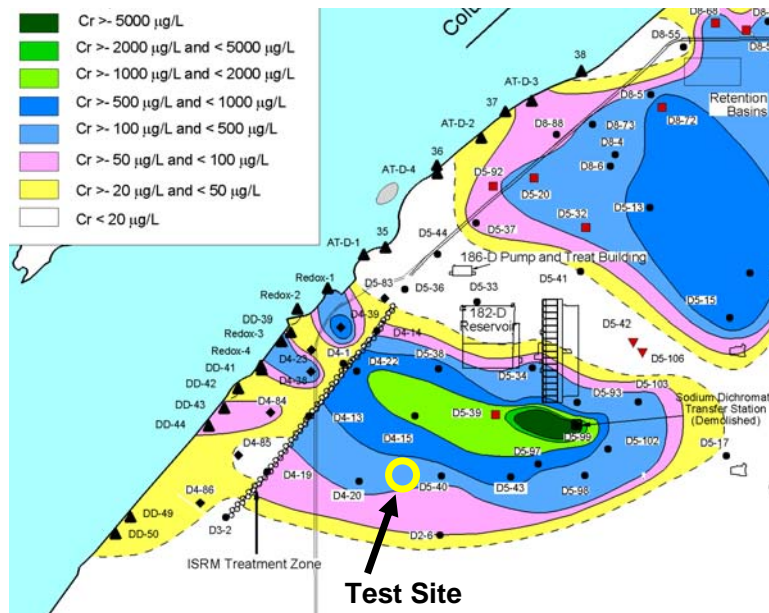 Cr >- 5000 µg/L
Cr >- 2000 µg/L and < 5000 µg/L
Cr >- 1000 µg/L and < 2000 µg/L
Cr >- 500 µg/L and < 1000 µg/L
Cr >- 100 µg/L and < 500 µg/L
Cr >- 50 µg/L and < 100 µg/L
Cr >- 20 µg/L and < 50 µg/L
Cr < 20 µg/L
D8-68
D8-55
38
AT-D-3
37
AT-D-2
D8-5
Retention
Basins
D8-88
D8-73
D8-72
36
D8-4
AT-D-4
D8-6
D5-92
D5-20
D5-13
D5-32
35
D5-44
D5-37
AT-D-1
186-D Pump and Treat Building
Redox-1
D5-83
D5-36
D5-33
D5-41
Redox-2
D5-15
DD-39
D4-39
182-D
Reservoir
Redox-3
D4-14
D5-42
Redox-4
D4-1
D4-23
D4-22
D5-38
D5-34
D5-106
DD-41
D4-38
DD-42
D5-93
D5-103
D4-84
DD-43
D4-13
D5-39
Sodium Dichromat
Transfer Station
(Demolished)
DD-44
D4-15
D5-99
D4-85
D5-97
D5-102
D5-17
D4-19
D4-86
D4-20
D5-40
D5-43
D5-98
DD-49
D3-2
DD-50
D2-6
ISRM Treatment Zone
Test Site